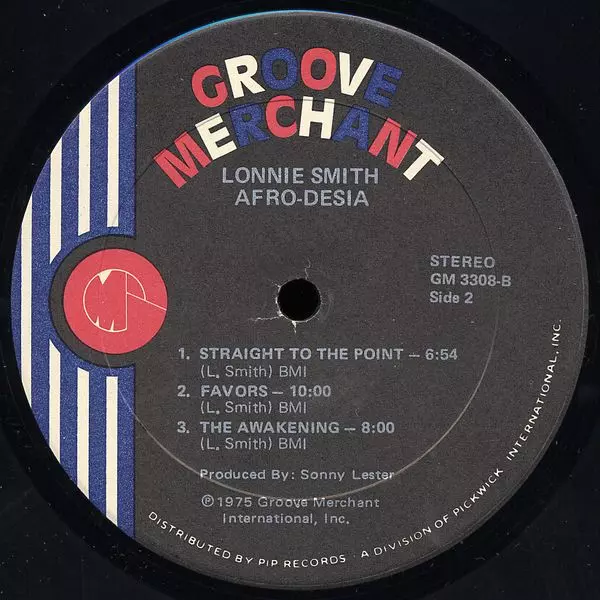 GROOVE
MERCHANT
LONNIE SMITH
AFRO-DESIA
STEREO
GM 3308-B
Side 2
1. STRAIGHT TO THE POINT – 6:54
(L. Smith) BMI
2. FAVORS – 10:00
(L. Smith) BMI
3. THE AWAKENING – 8:00
(L. Smith) BMI
Produced By: Sonny Lester
℗1975 Groove Merchant
International, Inc.
DISTRIBUTED BY PIP RECORDS · A DIVISION OF PICKWICK INTERNATIONAL, INC.